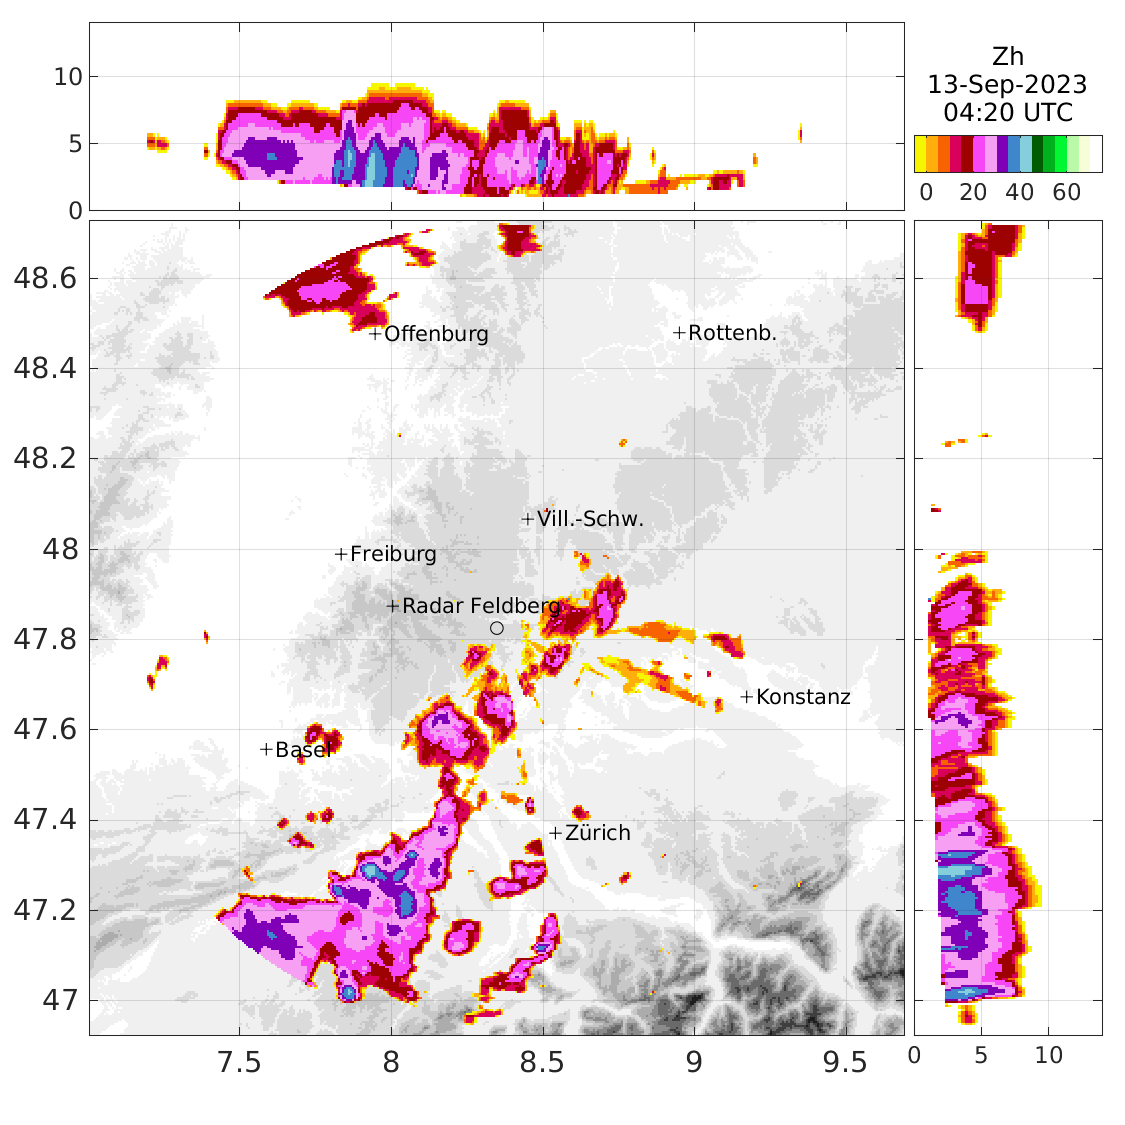 10
5
0
Zh
13-Sep-2023
04:20 UTC
0 20 40 60
48.6
48.4
48.2
48
47.8
47.6
47.4
47.2
47
+Offenburg
+Rottenb.
+Vill.-Schw.
+Freiburg
+Radar Feldberg
+Konstanz
+Basel
+Zürich
7.5 8 8.5 9 9.5
0 5 10